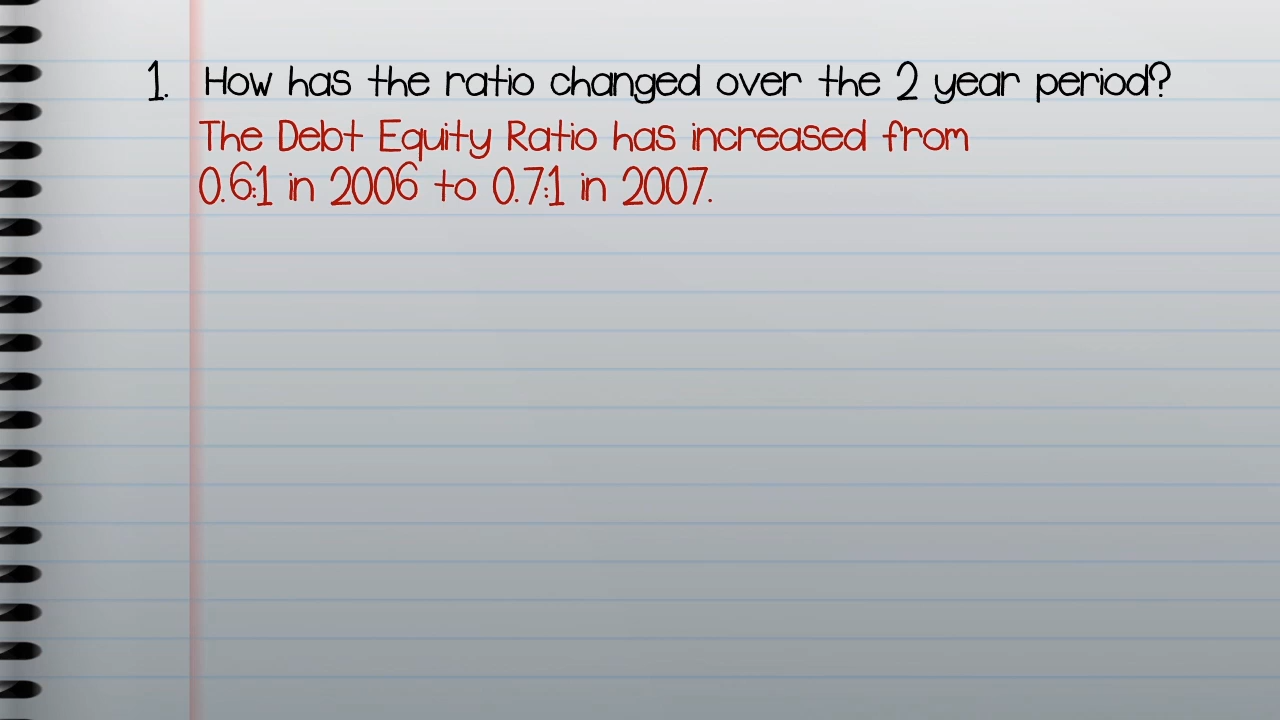 1. How has the ratio changed over the 2 year period?
The Debt Equity Ratio has increased from
0.6:1 in 2006 to 0.7:1 in 2007.